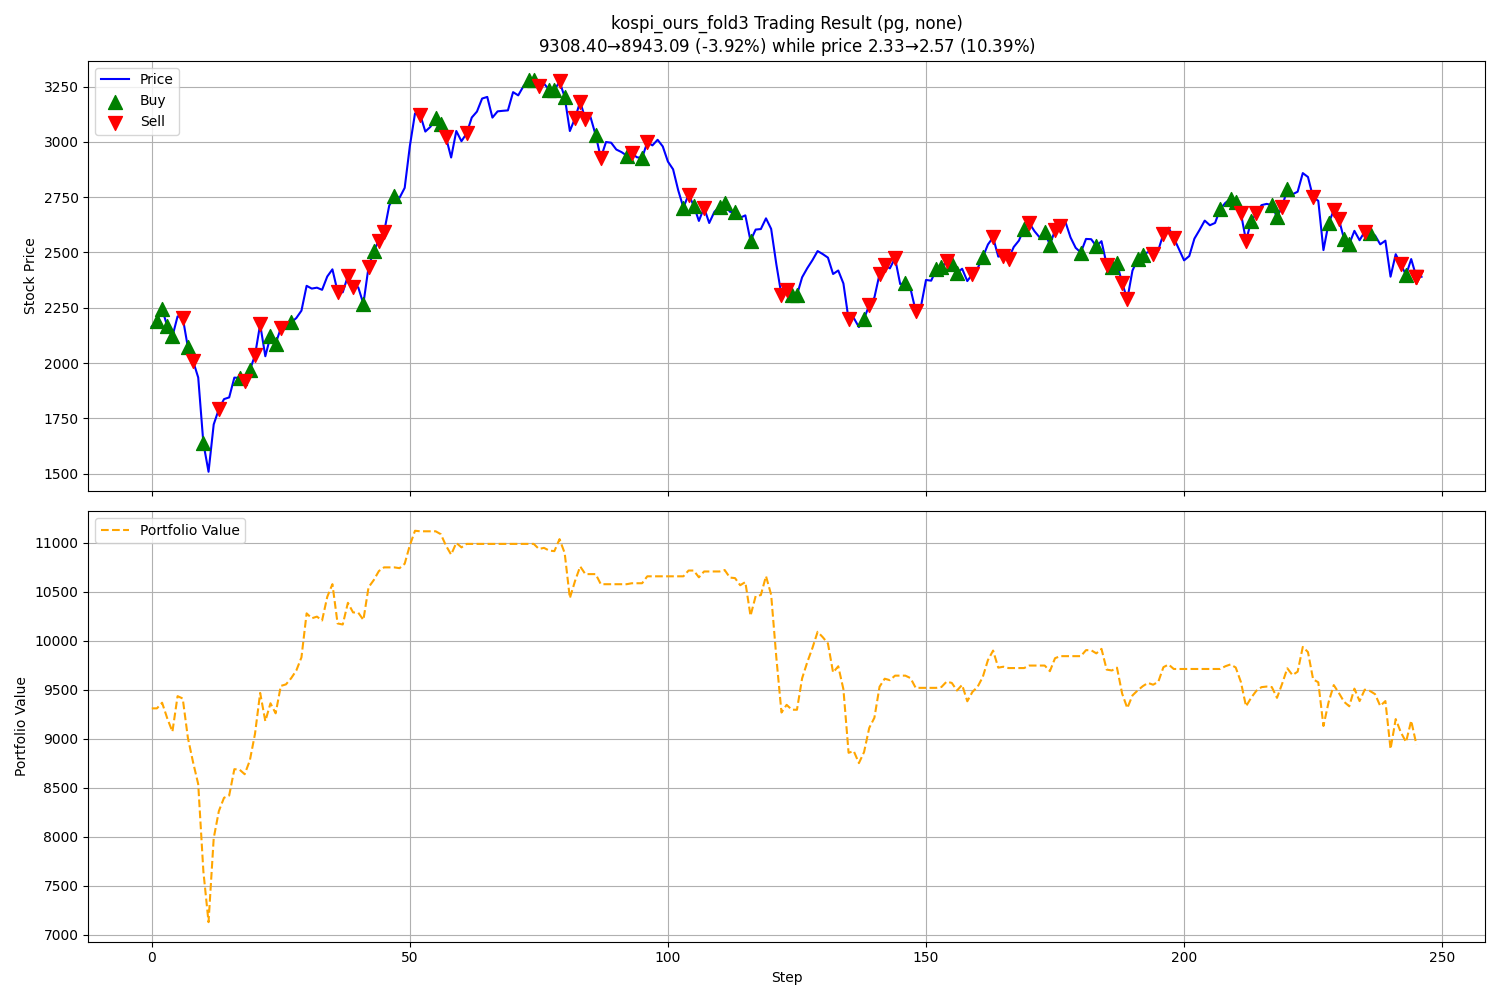 kospi_ours_fold3 Trading Result (pg, none)
9308.40→8943.09 (-3.92%) while price 2.33→2.57 (10.39%)
Price
Buy
Sell
Stock Price
3250
3000
2750
2500
2250
2000
1750
1500
Portfolio Value
Portfolio Value
11000
10500
10000
9500
9000
8500
8000
7500
7000
0
50
100
150
200
250
Step